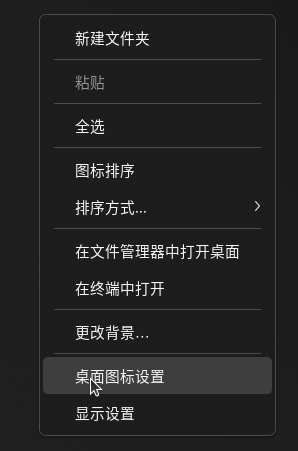 新建文件夹
粘贴
全选
图标排序
排序方式...
在文件管理器中打开桌面
在终端中打开
更改背景...
桌面图标设置
显示设置